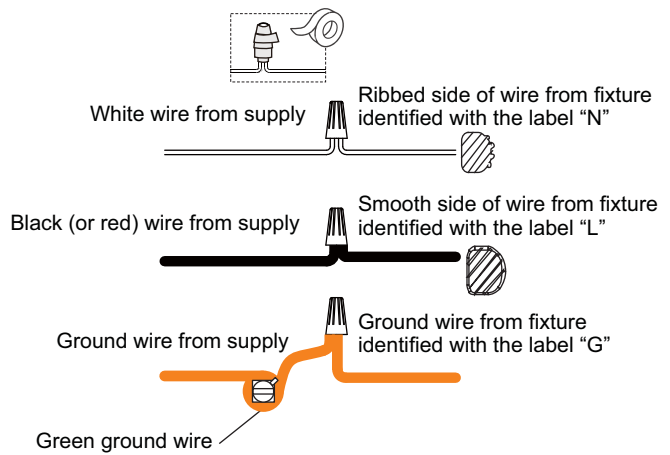 White wire from supply
Ribbed side of wire from fixture
identified with the label “N”
Black (or red) wire from supply
Smooth side of wire from fixture
identified with the label “L”
Ground wire from supply
Ground wire from fixture
identified with the label “G”
Green ground wire